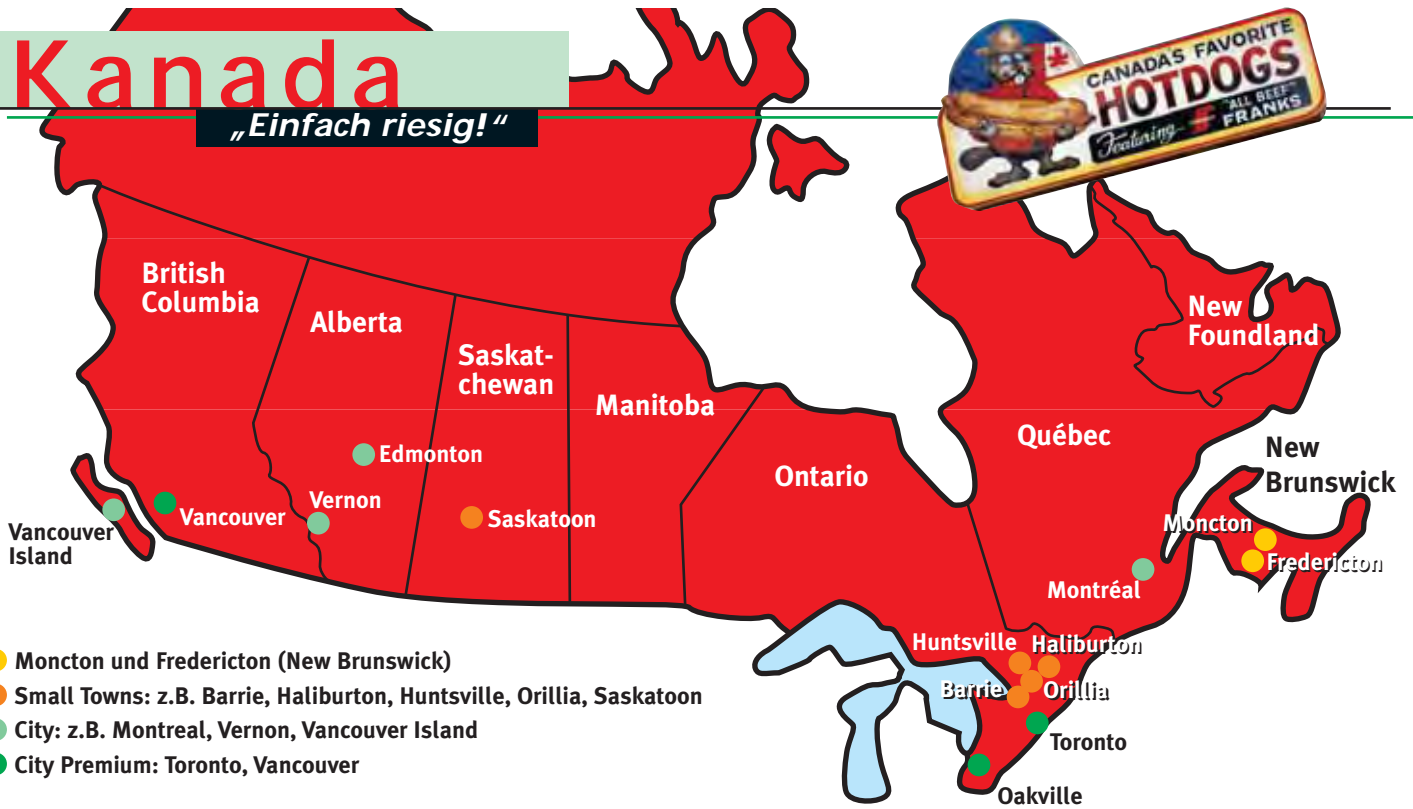 Kanada
„Einfach riesig!“
CANADA'S FAVORITE
HOTDOGS
Featuring
"ALL BEEF"
FRANKS
British
Columbia
Alberta
Saskat-
chewan
Manitoba
Ontario
Québec
New
Foundland
New
Brunswick
Edmonton
Vernon
Vancouver
Saskatoon
Vancouver
Island
Moncton
Fredericton
Montréal
Huntsville
Haliburton
Barrie
Orillia
Toronto
Oakville
Moncton und Fredericton (New Brunswick)
Small Towns: z.B. Barrie, Haliburton, Huntsville, Orillia, Saskatoon
City: z.B. Montreal, Vernon, Vancouver Island
City Premium: Toronto, Vancouver